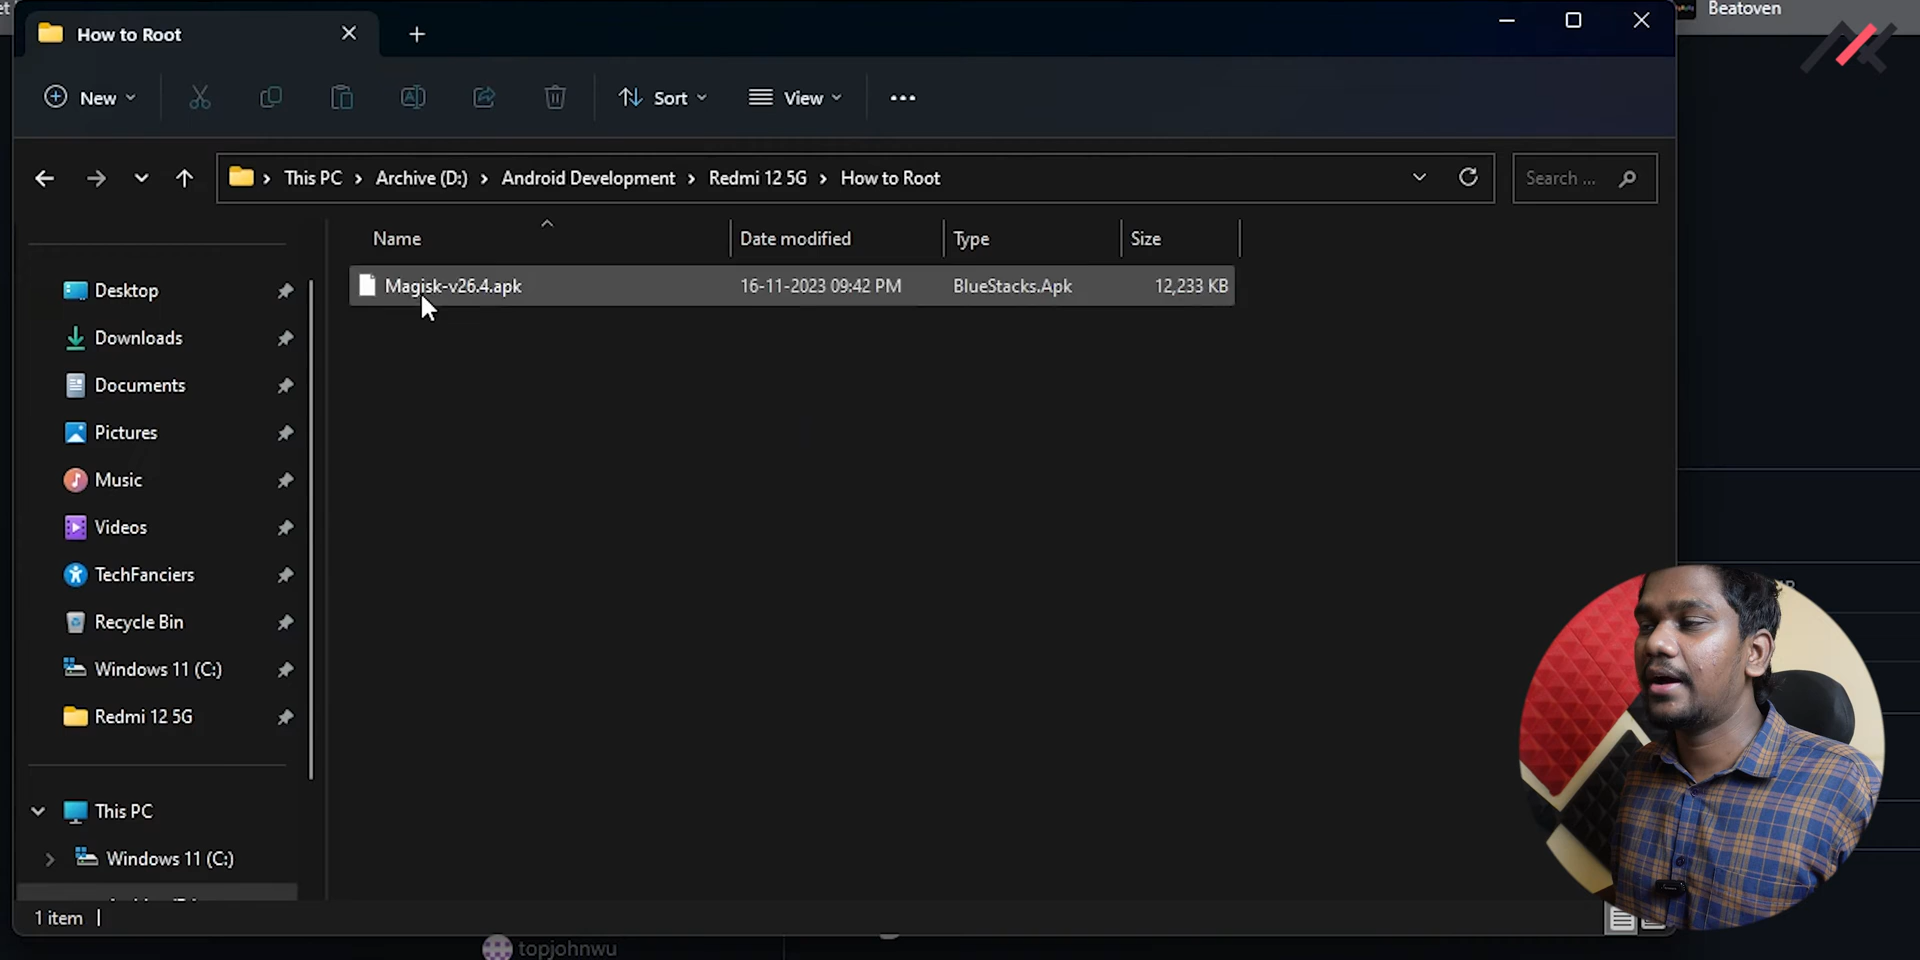 Beatoven
How to Root
New
Sort
View
This PC > Archive (D:) > Android Development > Redmi 12 5G > How to Root
Search ...
Name
Date modified
Type
Size
Magisk-v26.4.apk
16-11-2023 09:42 PM
BlueStacks.Apk
12,233 KB
Desktop
Downloads
Documents
Pictures
Music
Videos
TechFanciers
Recycle Bin
Windows 11 (C:)
Redmi 12 5G
This PC
Windows 11 (C:)
1 item
topjohnwu